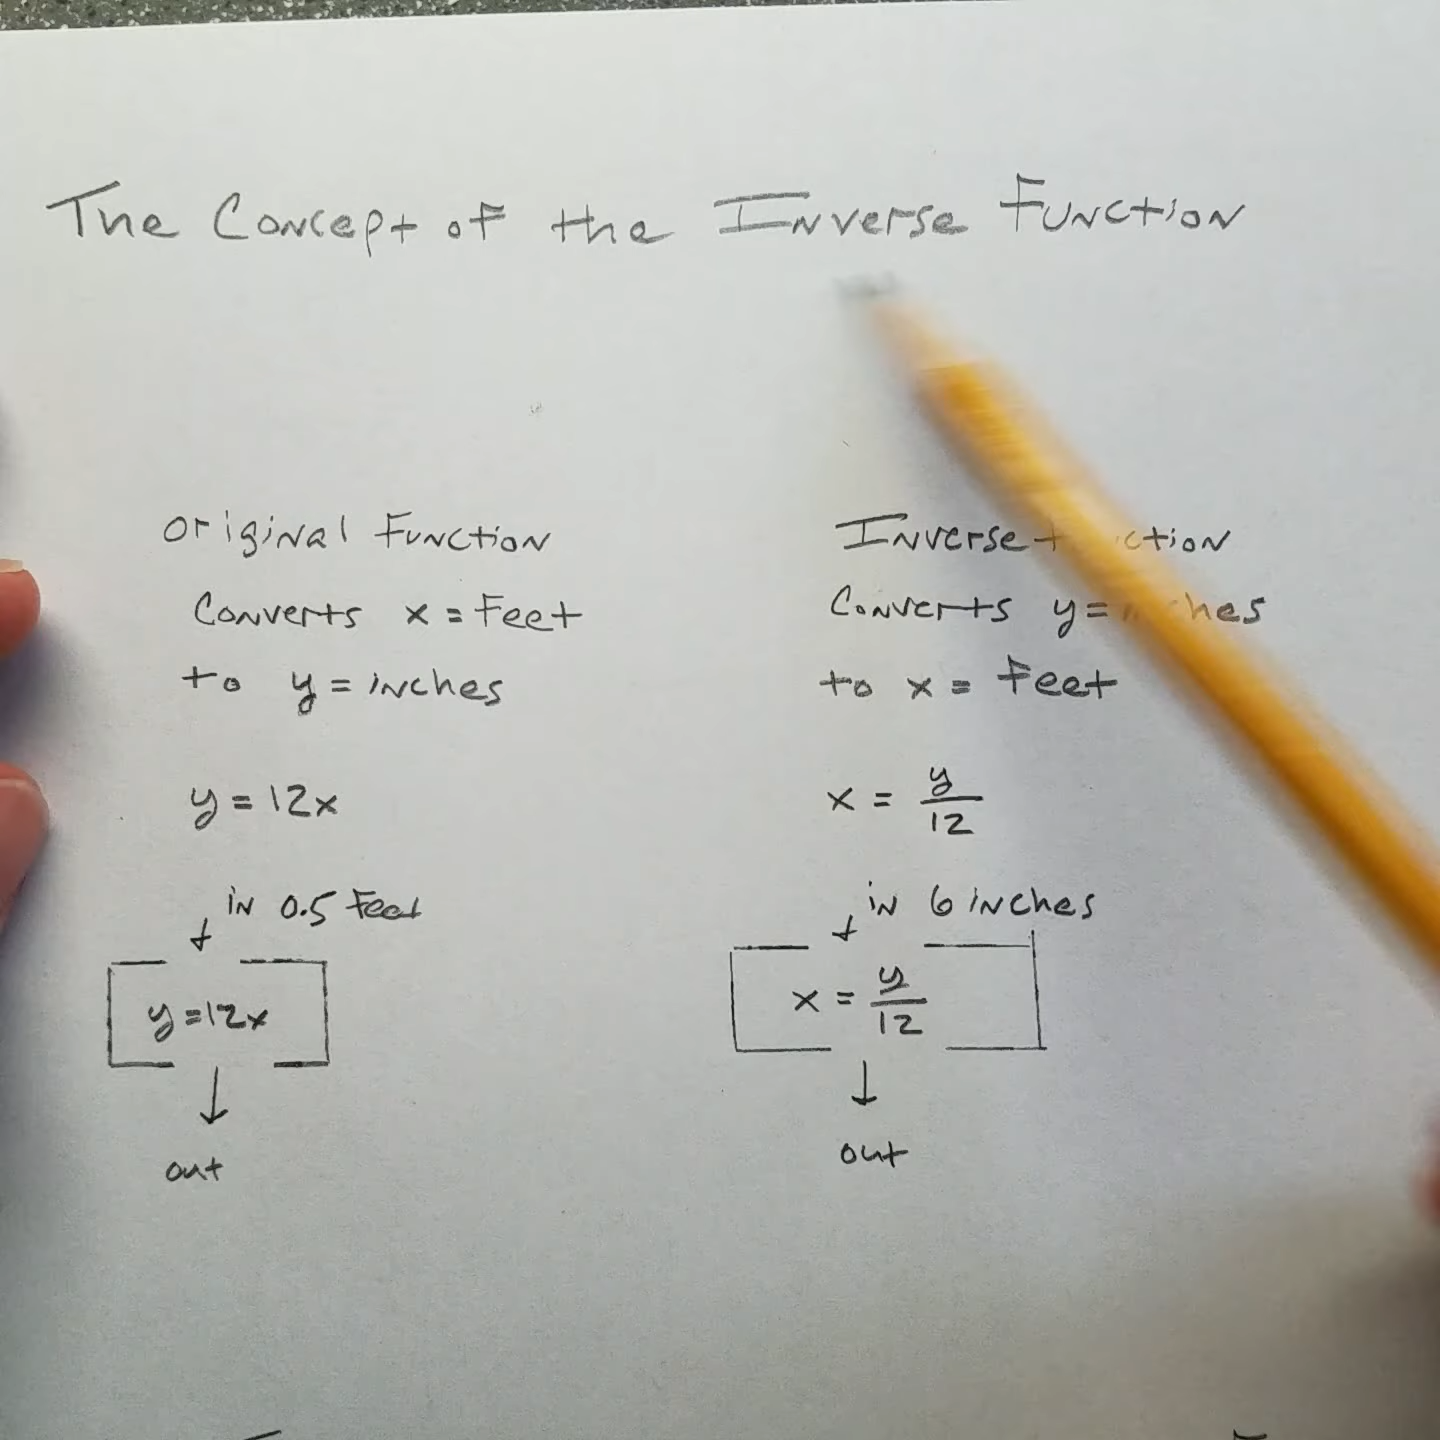 The Concept of the Inverse Function
Original Function
Converts x = Feet
to y = inches
y = 12x
in 0.5 Feet
y = 12x
out
Inverse
Converts y =
to x = Feet
x = y/12
in 6 inches
x = y/12
out